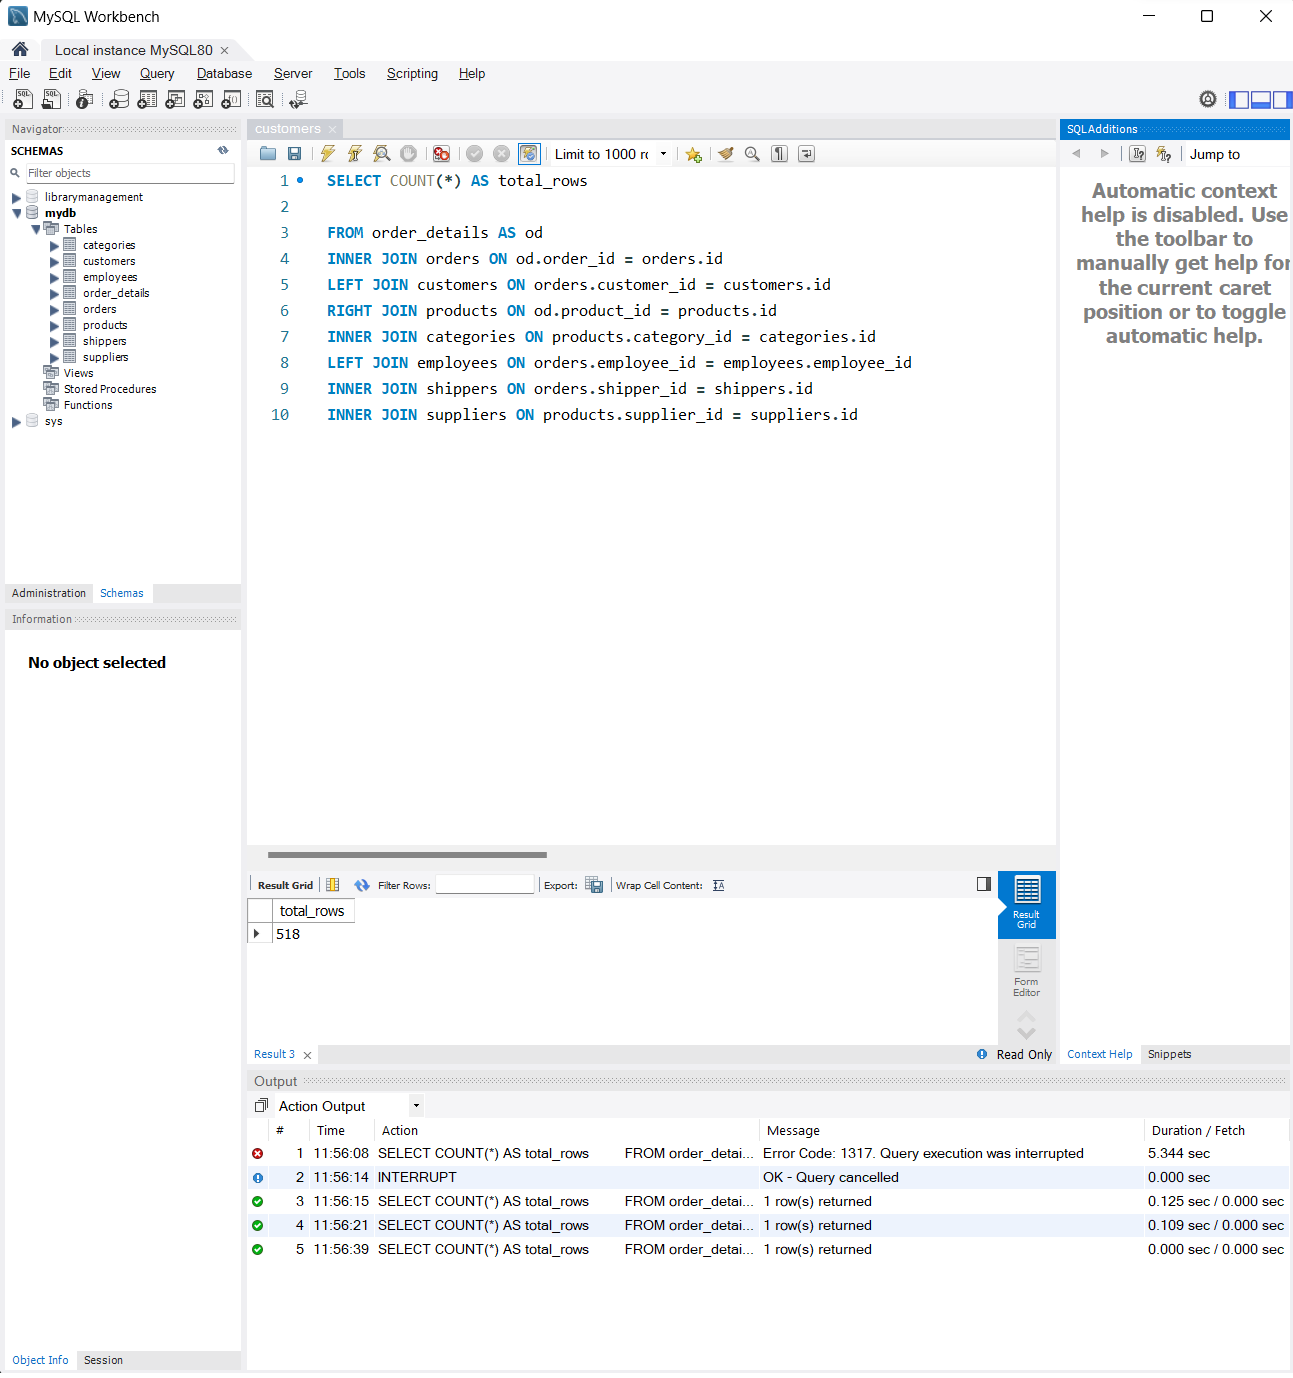 MySQL Workbench
Local instance MySQL80
File Edit View Query Database Server Tools Scripting Help
Navigator
SCHEMAS
Filter objects
librarymanagement
mydb
Tables
categories
customers
employees
order_details
orders
products
shippers
suppliers
Views
Stored Procedures
Functions
sys
Administration Schemas
Information
No object selected
Object Info Session
customers
Limit to 1000 rc
1 SELECT COUNT(*) AS total_rows
2
3 FROM order_details AS od
4 INNER JOIN orders ON od.order_id = orders.id
5 LEFT JOIN customers ON orders.customer_id = customers.id
6 RIGHT JOIN products ON od.product_id = products.id
7 INNER JOIN categories ON products.category_id = categories.id
8 LEFT JOIN employees ON orders.employee_id = employees.employee_id
9 INNER JOIN shippers ON orders.shipper_id = shippers.id
10 INNER JOIN suppliers ON products.supplier_id = suppliers.id
Result Grid Filter Rows: Export: Wrap Cell Content:
total_rows
518
Result
Grid
Form
Editor
Result 3
Read Only
SQLAdditions
Jump to
Automatic context
help is disabled. Use
the toolbar to
manually get help for
the current caret
position or to toggle
automatic help.
Context Help Snippets
Output
Action Output
# Time Action Message Duration / Fetch
1 11:56:08 SELECT COUNT(*) AS total_rows FROM order_detai... Error Code: 1317. Query execution was interrupted 5.344 sec
2 11:56:14 INTERRUPT OK - Query cancelled 0.000 sec
3 11:56:15 SELECT COUNT(*) AS total_rows FROM order_detai... 1 row(s) returned 0.125 sec / 0.000 sec
4 11:56:21 SELECT COUNT(*) AS total_rows FROM order_detai... 1 row(s) returned 0.109 sec / 0.000 sec
5 11:56:39 SELECT COUNT(*) AS total_rows FROM order_detai... 1 row(s) returned 0.000 sec / 0.000 sec